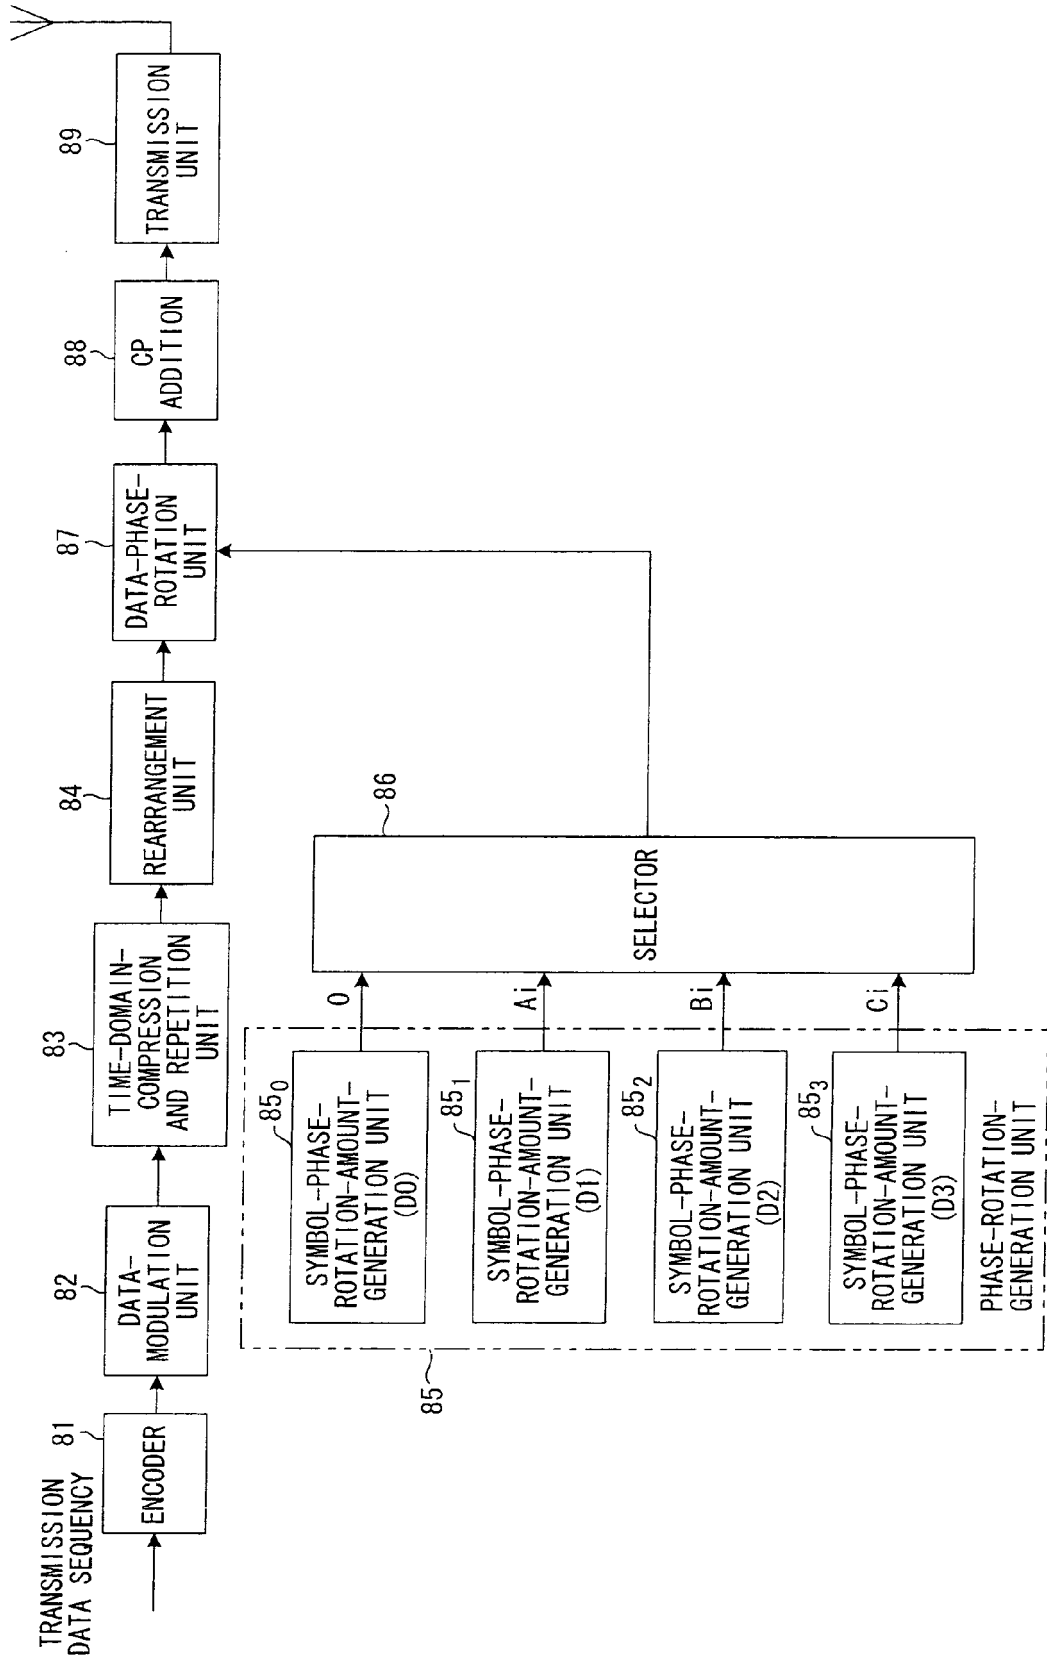 TRANSMISSION
DATA SEQUENCY
81
ENCODER
82
DATA-
MODULATION
UNIT
83
TIME-DOMAIN-
COMPRESSION
AND REPETITION
UNIT
84
REARRANGEMENT
UNIT
87
DATA-PHASE-
ROTATION
UNIT
88
CP
ADDITION
89
TRANSMISSION
UNIT
85
85₀
SYMBOL-PHASE-
ROTATION-AMOUNT-
GENERATION UNIT
(D0)
0
85₁
SYMBOL-PHASE-
ROTATION-AMOUNT-
GENERATION UNIT
(D1)
Ai
85₂
SYMBOL-PHASE-
ROTATION-AMOUNT-
GENERATION UNIT
(D2)
Bi
85₃
SYMBOL-PHASE-
ROTATION-AMOUNT-
GENERATION UNIT
(D3)
Ci
PHASE-ROTATION-
GENERATION UNIT
86
SELECTOR